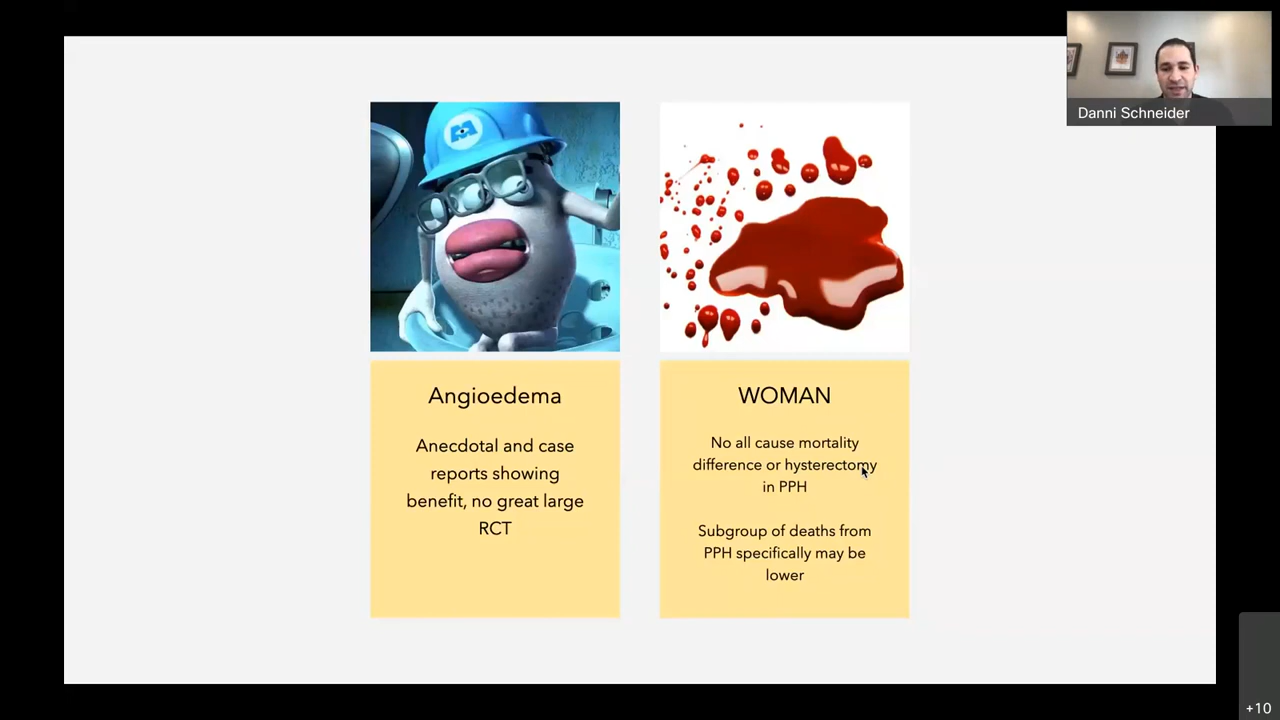 Danni Schneider
Angioedema
Anecdotal and case
reports showing
benefit, no great large
RCT
WOMAN
No all cause mortality
difference or hysterectomy
in PPH
Subgroup of deaths from
PPH specifically may be
lower
+10